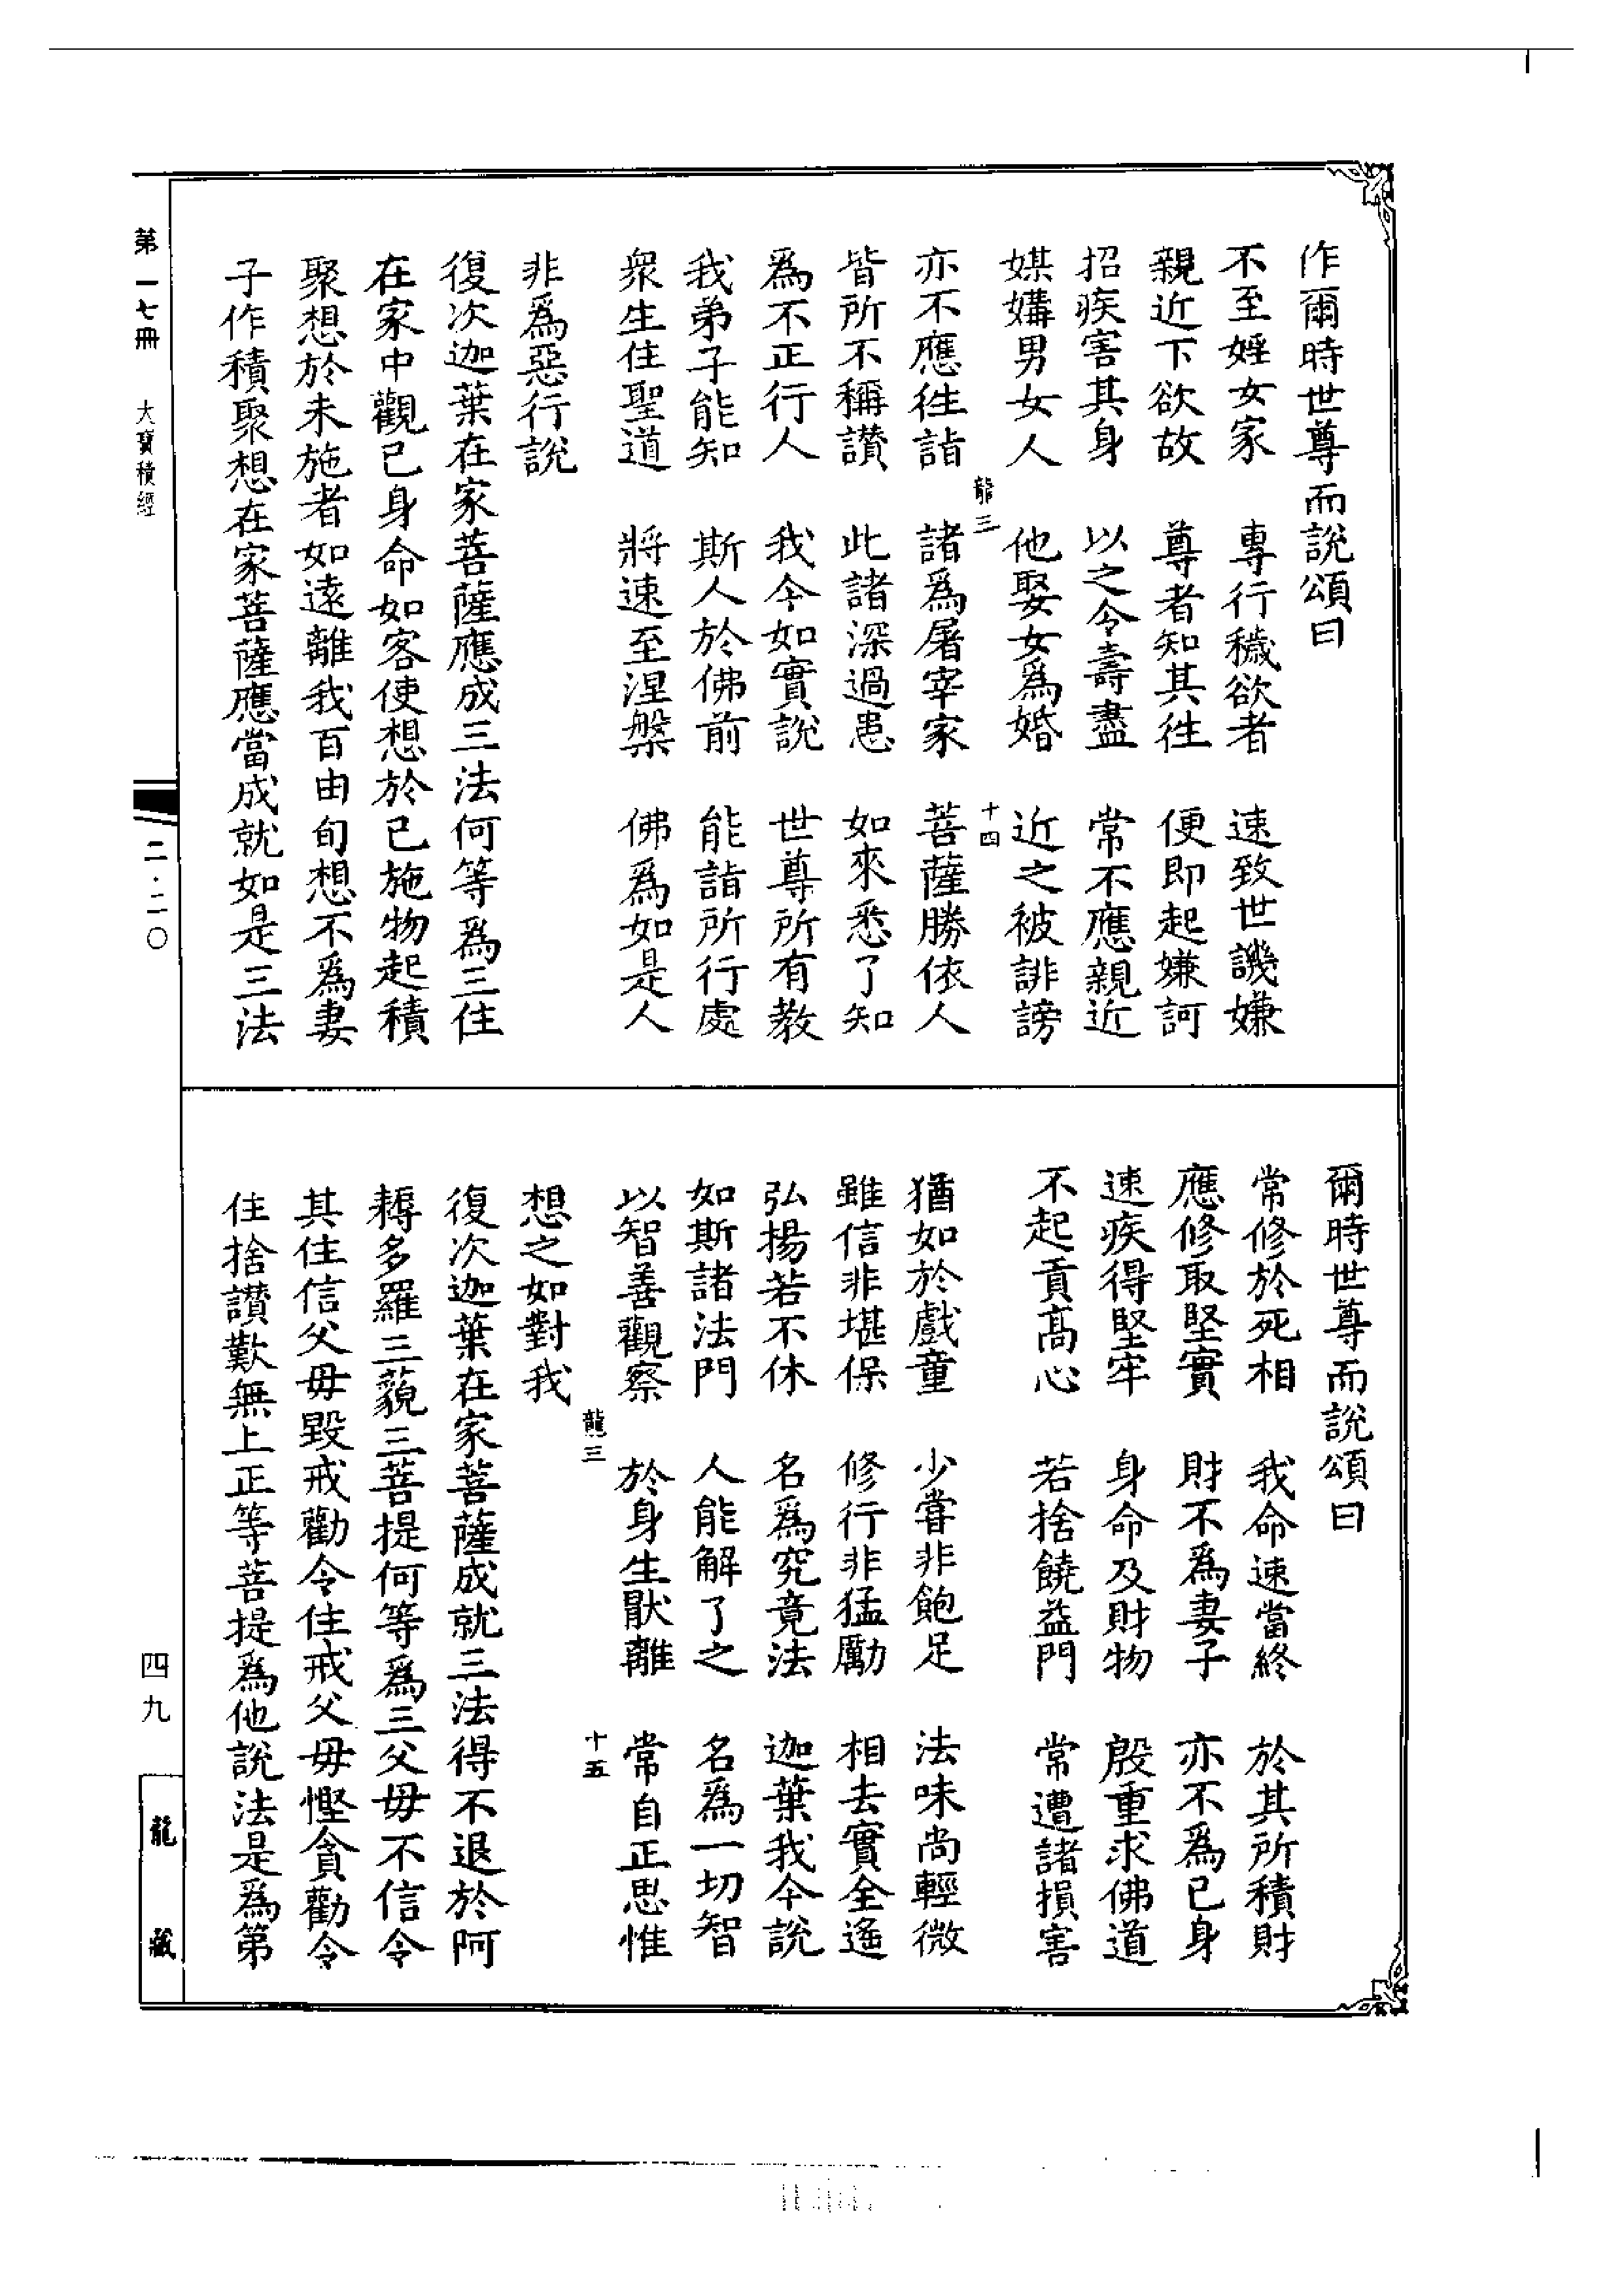 作爾時世尊而說頌曰
不至婬女家　專行穢欲者　速致世譏嫌
親近下欲故　尊者知其徃　便即起嫌訶
招疾害其身　以之令壽盡　常不應親近
媒媾男女人　他娶女爲婚　近之被誹謗
龍三　十四
亦不應徃詣　諸爲屠宰家　菩薩勝依人
皆所不稱讚　此諸深過患　如來悉了知
爲不正行人　我今如實說　世尊所有教
我弟子能知　斯人於佛前　能詣所行處
衆生住聖道　將速至涅槃　佛爲如是人
非爲惡行說
復次迦葉在家菩薩應成三法何等爲三住
在家中觀已身命如客使想於已施物起積
聚想於未施者如遠離我百由旬想不爲妻
子作積聚想在家菩薩應當成就如是三法
爾時世尊而說頌曰
常修於死相　我命速當終　於其所積財
應修取堅實　財不爲妻子　亦不爲已身
速疾得堅牢　身命及財物　殷重求佛道
不起貢高心　若捨饒益門　常遭諸損害
猶如於戲童　少甞非飽足　法味尚輕微
雖信非堪保　修行非猛勵　相去實全遙
弘揚若不休　名爲究竟法　迦葉我今說
如斯諸法門　人能解了之　名爲一切智
以智善觀察　於身生猒離　常自正思惟
龍三　十五
想之如對我
復次迦葉在家菩薩成就三法得不退於阿
耨多羅三藐三菩提何等爲三父毋不信令
其住信父毋毀戒勸令住戒父毋慳貪勸令
住捨讚歎無上正等菩提爲他說法是爲第
第一七冊　大寶積經
二·二〇
四九
龍藏